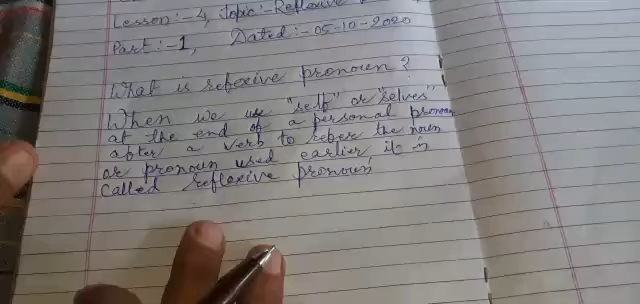 Lesson:-4, Topic:-Reflexive
Part:-1, Dated:-05-10-2020
What is refexive pronoun?
When we use "self" or "selves"
at the end of a personal pronoun
after a verb to refere the noun
or pronoun used earlier it is
called reflexive pronoun